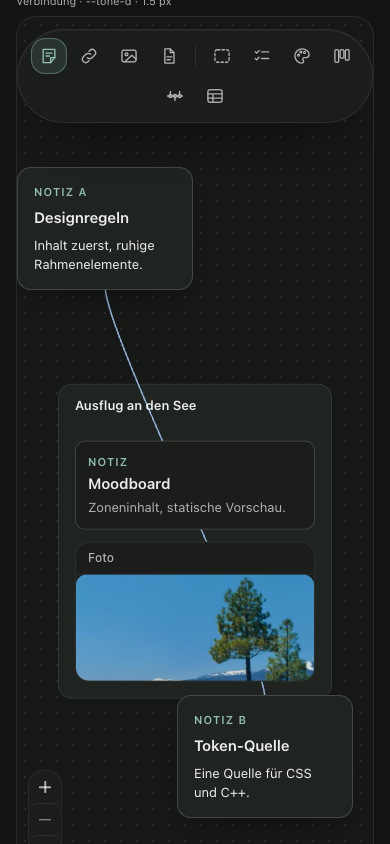 Verbindung · --tone-d · 1.5 px
NOTIZ A
Designregeln
Inhalt zuerst, ruhige
Rahmenelemente.
Ausflug an den See
NOTIZ
Moodboard
Zoneninhalt, statische Vorschau.
Foto
NOTIZ B
Token-Quelle
Eine Quelle für CSS
und C++.